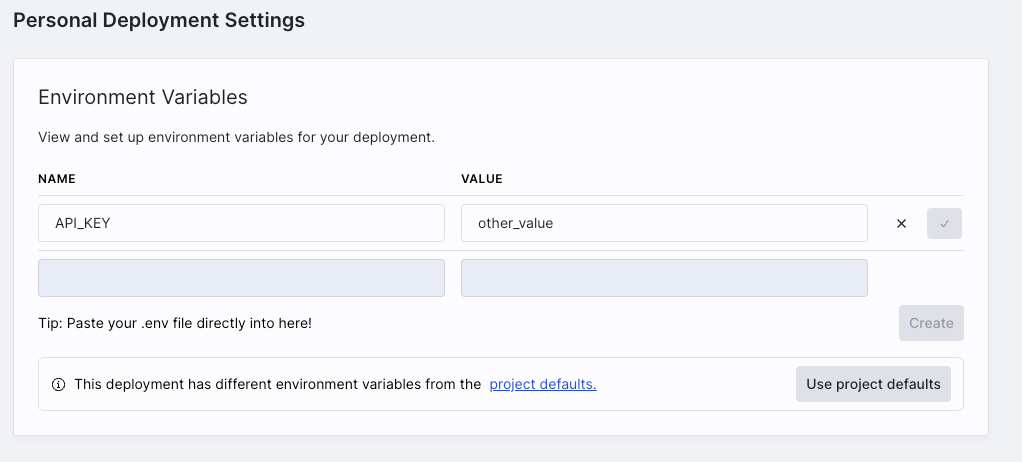 Personal Deployment Settings
Environment Variables
View and set up environment variables for your deployment.
NAME VALUE
API_KEY other_value
Tip: Paste your .env file directly into here! Create
This deployment has different environment variables from the project defaults. Use project defaults